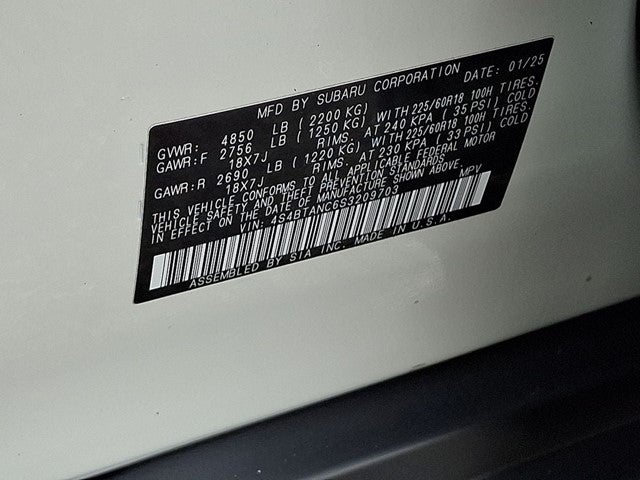 MFD BY SUBARU CORPORATION DATE: 01/25
GVWR: 4850 LB ( 2200 KG)
GAWR:F 2756 LB ( 1250 KG) WITH 225/60R18 100H TIRES.
18X7J RIMS. AT 240 KPA ( 35 PSI) COLD
GAWR:R 2690 LB ( 1220 KG) WITH 225/60R18 100H TIRES.
18X7J RIMS. AT 230 KPA ( 33 PSI) COLD
THIS VEHICLE CONFORMS TO ALL APPLICABLE FEDERAL MOTOR
VEHICLE SAFETY AND THEFT PREVENTION STANDARDS
IN EFFECT ON THE DATE OF MANUFACTURE SHOWN ABOVE.
VIN: 4S4BTANC6S3209703 MPV
ASSEMBLED BY SIA INC. MADE IN U.S.A.